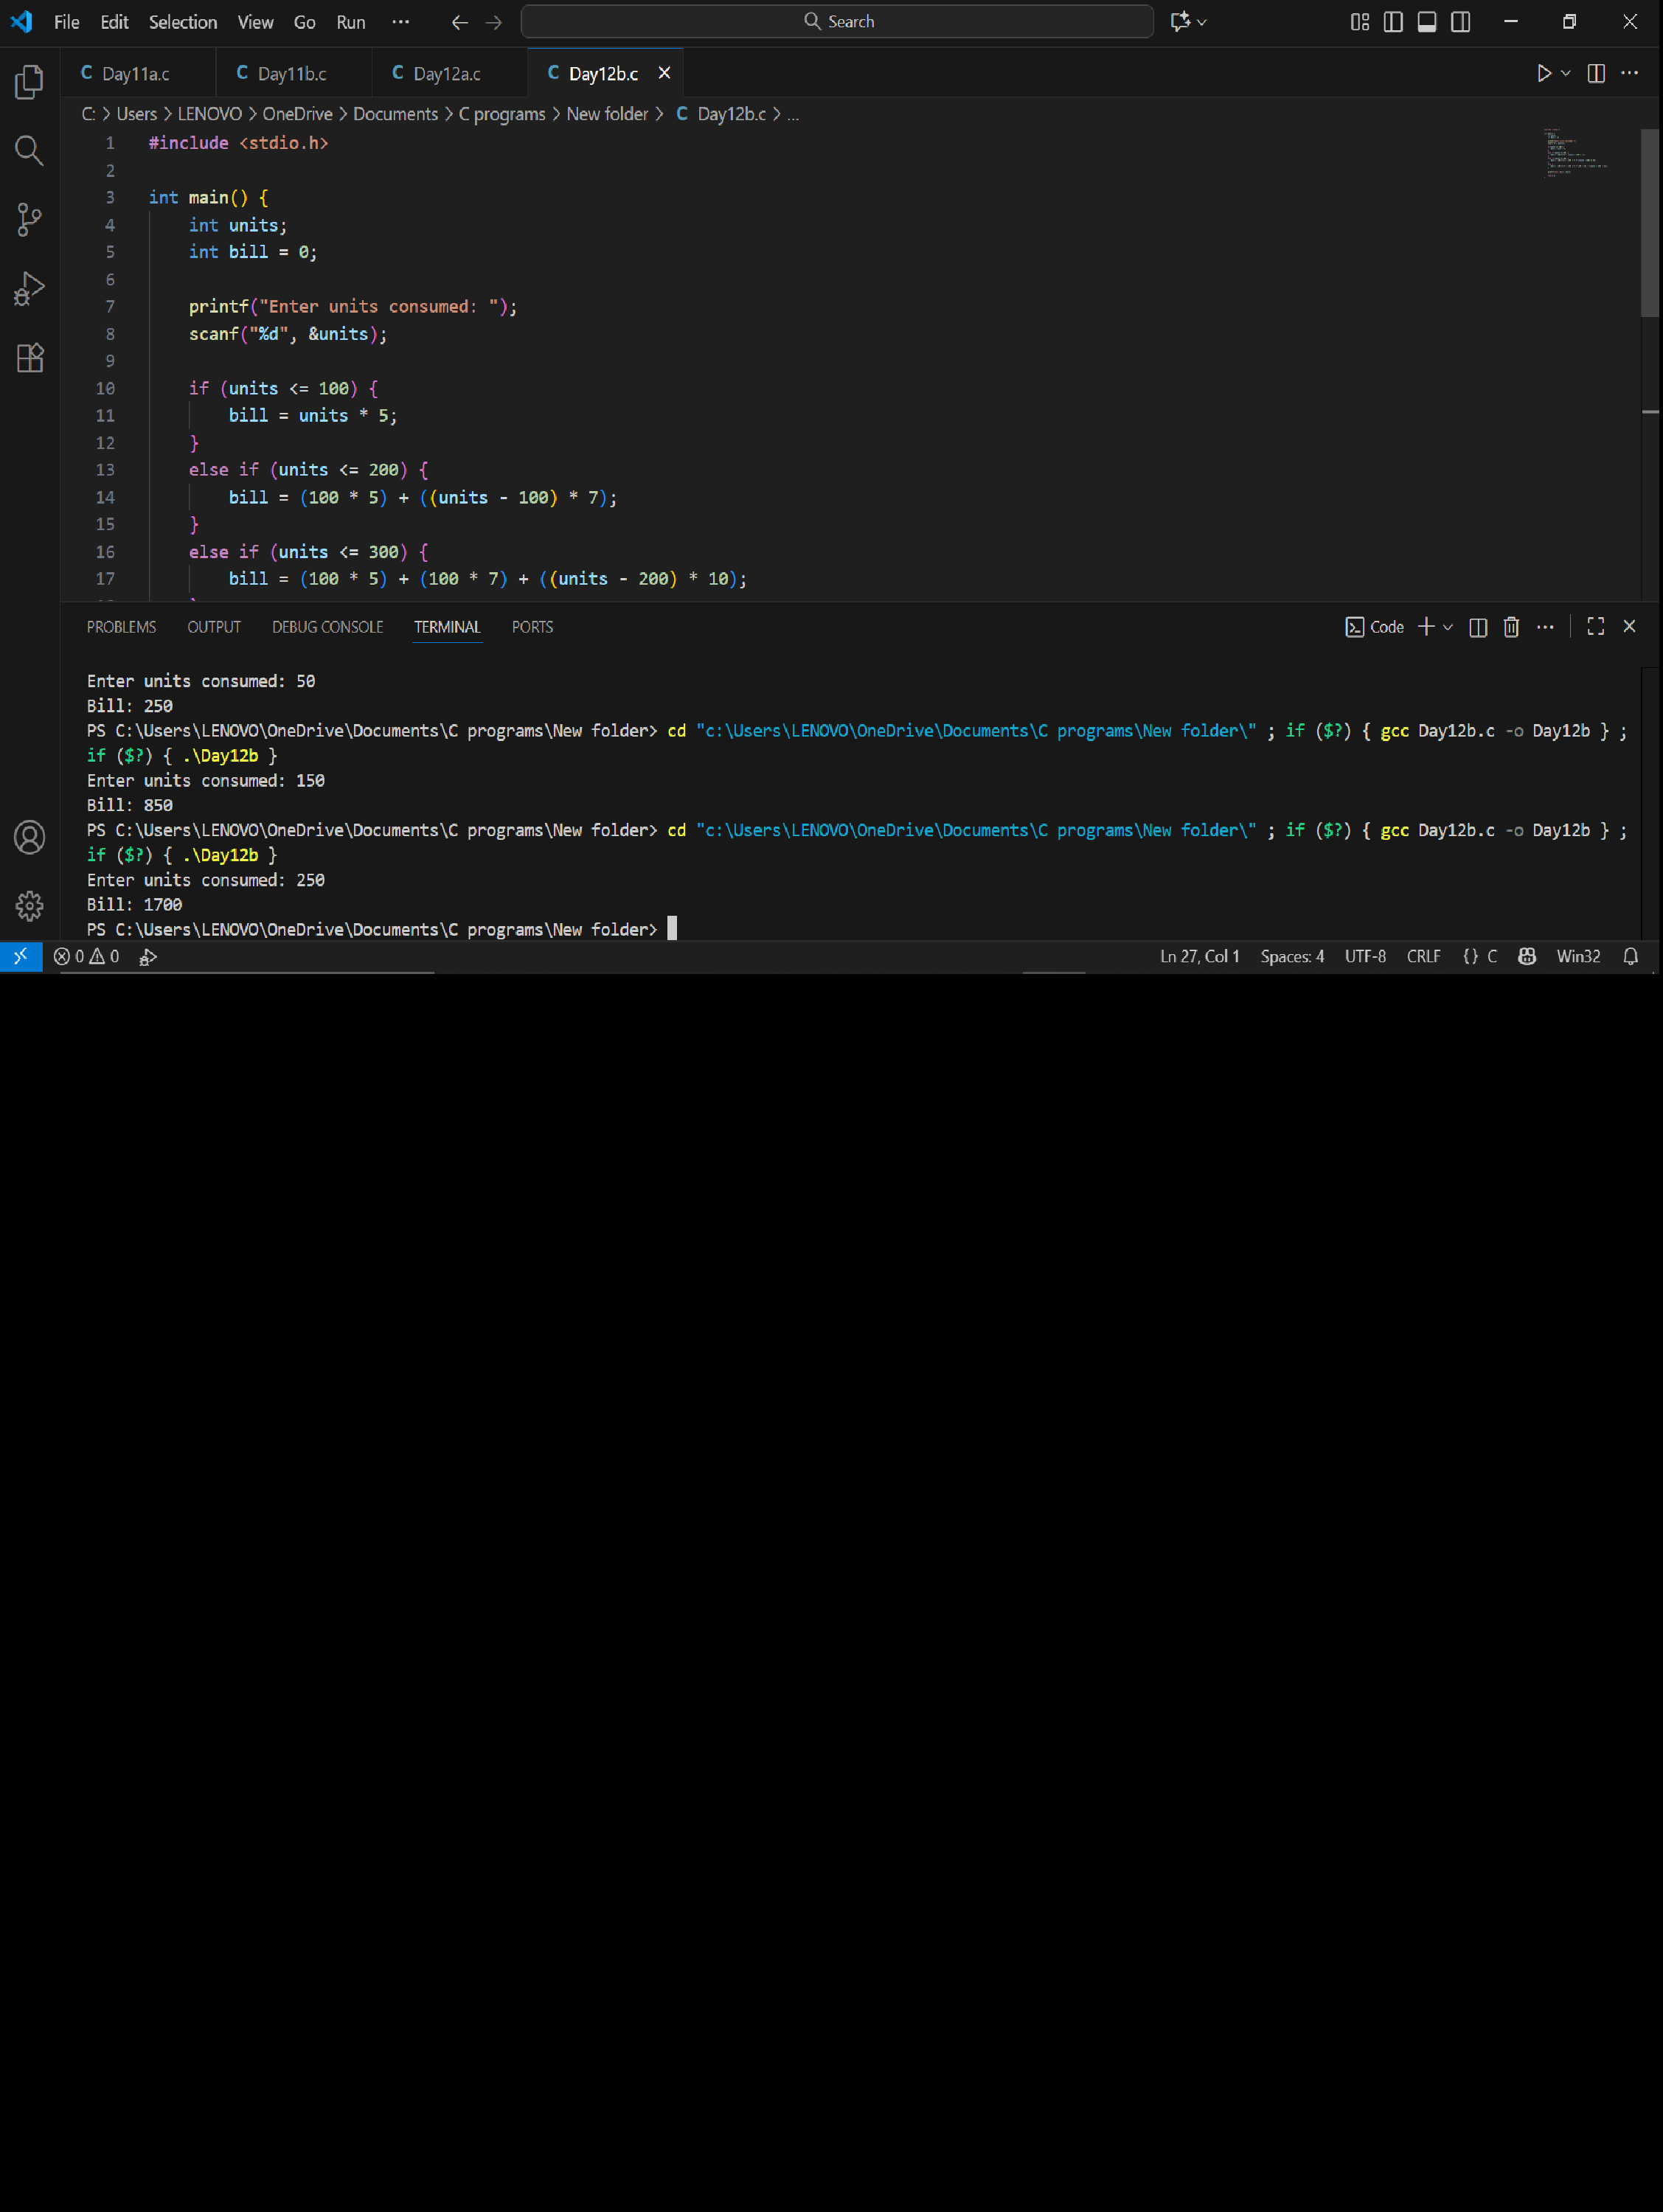 File Edit Selection View Go Run ... Search
C Day11a.c C Day11b.c C Day12a.c C Day12b.c
C: > Users > LENOVO > OneDrive > Documents > C programs > New folder > C Day12b.c > ...
1 #include <stdio.h>
2
3 int main() {
4 int units;
5 int bill = 0;
6
7 printf("Enter units consumed: ");
8 scanf("%d", &units);
9
10 if (units <= 100) {
11 bill = units * 5;
12 }
13 else if (units <= 200) {
14 bill = (100 * 5) + ((units - 100) * 7);
15 }
16 else if (units <= 300) {
17 bill = (100 * 5) + (100 * 7) + ((units - 200) * 10);
PROBLEMS OUTPUT DEBUG CONSOLE TERMINAL PORTS Code
Enter units consumed: 50
Bill: 250
PS C:\Users\LENOVO\OneDrive\Documents\C programs\New folder> cd "c:\Users\LENOVO\OneDrive\Documents\C programs\New folder\" ; if ($?) { gcc Day12b.c -o Day12b } ;
if ($?) { .\Day12b }
Enter units consumed: 150
Bill: 850
PS C:\Users\LENOVO\OneDrive\Documents\C programs\New folder> cd "c:\Users\LENOVO\OneDrive\Documents\C programs\New folder\" ; if ($?) { gcc Day12b.c -o Day12b } ;
if ($?) { .\Day12b }
Enter units consumed: 250
Bill: 1700
PS C:\Users\LENOVO\OneDrive\Documents\C programs\New folder>
0 0 Ln 27, Col 1 Spaces: 4 UTF-8 CRLF {} C Win32